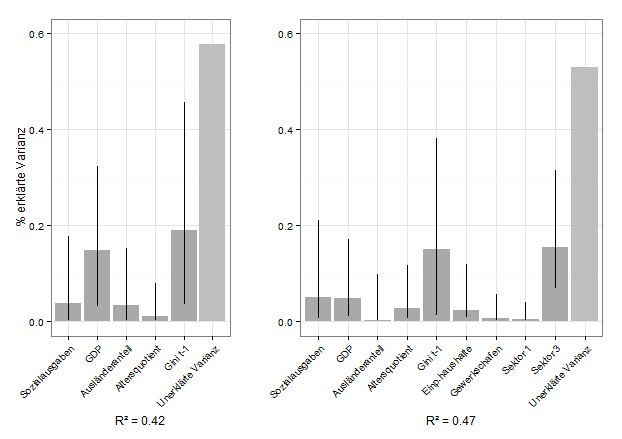 % erklärte Varianz
0.6
0.4
0.2
0.0
Sozialausgaben
GDP
Ausländeranteil
Altersquotient
Gini t-1
Unerklärte Varianz
R² = 0.42
0.6
0.4
0.2
0.0
Sozialausgaben
GDP
Ausländeranteil
Altersquotient
Gini t-1
Einp.haushalte
Gewerkschafen
Sektor 1
Sektor 3
Unerklärte Varianz
R² = 0.47